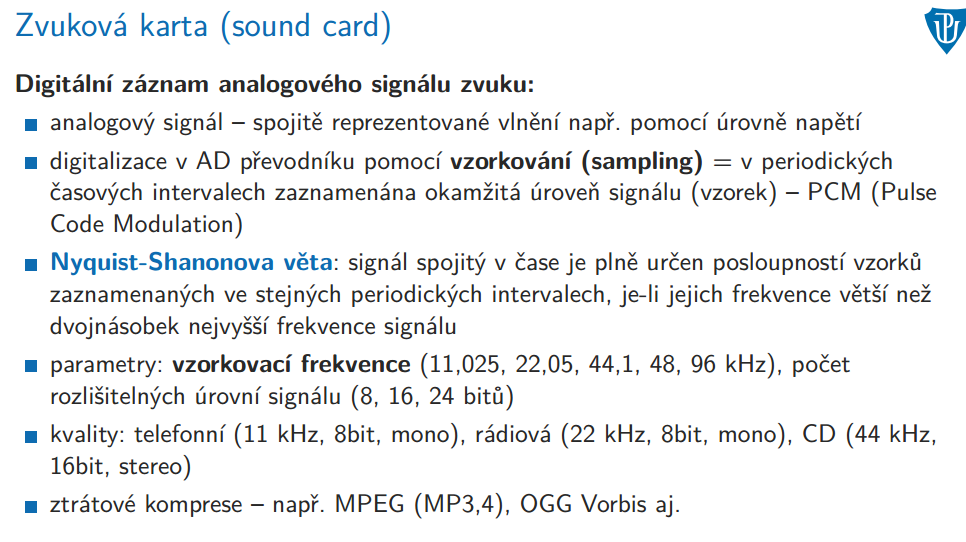 Zvuková karta (sound card)
Digitální záznam analogového signálu zvuku:
analogový signál – spojitě reprezentované vlnění např. pomocí úrovně napětí
digitalizace v AD převodníku pomocí vzorkování (sampling) = v periodických
časových intervalech zaznamenána okamžitá úroveň signálu (vzorek) – PCM (Pulse
Code Modulation)
Nyquist-Shanonova věta: signál spojitý v čase je plně určen posloupností vzorků
zaznamenaných ve stejných periodických intervalech, je-li jejich frekvence větší než
dvojnásobek nejvyšší frekvence signálu
parametry: vzorkovací frekvence (11,025, 22,05, 44,1, 48, 96 kHz), počet
rozlišitelných úrovní signálu (8, 16, 24 bitů)
kvality: telefonní (11 kHz, 8bit, mono), rádiová (22 kHz, 8bit, mono), CD (44 kHz,
16bit, stereo)
ztrátové komprese – např. MPEG (MP3,4), OGG Vorbis aj.